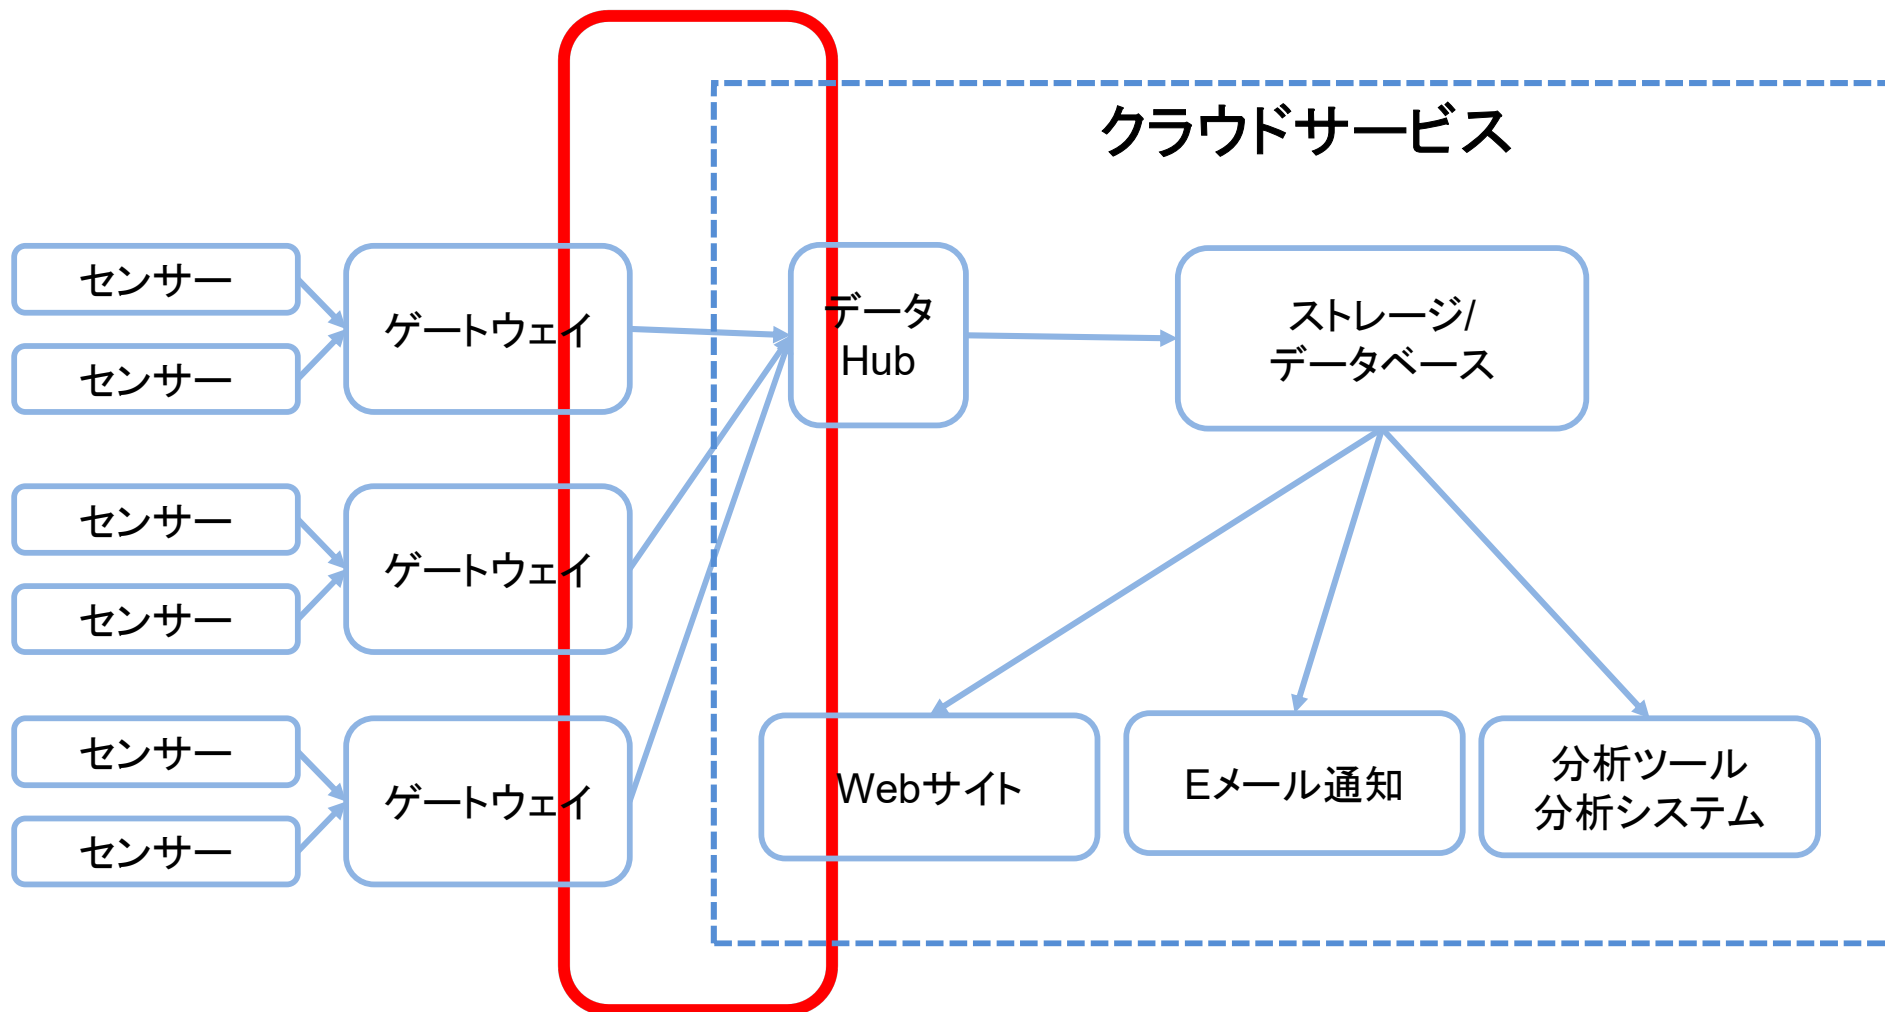 クラウドサービス
センサー
センサー
ゲートウェイ
データ
Hub
ストレージ/
データベース
センサー
センサー
ゲートウェイ
センサー
センサー
ゲートウェイ
Webサイト
Eメール通知
分析ツール
分析システム